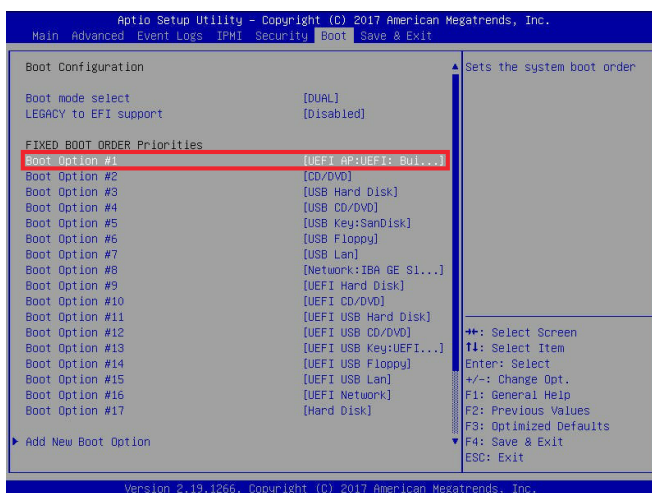 Aptio Setup Utility – Copyright (C) 2017 American Megatrends, Inc.
Main Advanced Event Logs IPMI Security Boot Save & Exit
Boot Configuration
Boot mode select [DUAL]
LEGACY to EFI support [Disabled]
FIXED BOOT ORDER Priorities
Boot Option #1 [UEFI AP:UEFI: Bui...]
Boot Option #2 [CD/DVD]
Boot Option #3 [USB Hard Disk]
Boot Option #4 [USB CD/DVD]
Boot Option #5 [USB Key:SanDisk]
Boot Option #6 [USB Floppy]
Boot Option #7 [USB Lan]
Boot Option #8 [Network:IBA GE Sl...]
Boot Option #9 [UEFI Hard Disk]
Boot Option #10 [UEFI CD/DVD]
Boot Option #11 [UEFI USB Hard Disk]
Boot Option #12 [UEFI USB CD/DVD]
Boot Option #13 [UEFI USB Key:UEFI...]
Boot Option #14 [UEFI USB Floppy]
Boot Option #15 [UEFI USB Lan]
Boot Option #16 [UEFI Network]
Boot Option #17 [Hard Disk]
Add New Boot Option
Sets the system boot order
→←: Select Screen
↑↓: Select Item
Enter: Select
+/-: Change Opt.
F1: General Help
F2: Previous Values
F3: Optimized Defaults
F4: Save & Exit
ESC: Exit
Version 2.19.1266. Copyright (C) 2017 American Megatrends, Inc.